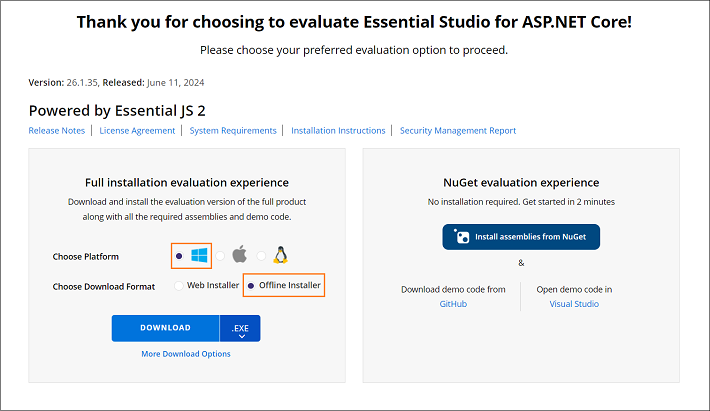 Thank you for choosing to evaluate Essential Studio for ASP.NET Core!
Please choose your preferred evaluation option to proceed.
Version: 26.1.35, Released: June 11, 2024
Powered by Essential JS 2
Release Notes | License Agreement | System Requirements | Installation Instructions | Security Management Report
Full installation evaluation experience
Download and install the evaluation version of the full product
along with all the required assemblies and demo code.
Choose Platform
Choose Download Format Web Installer Offline Installer
DOWNLOAD .EXE
More Download Options
NuGet evaluation experience
No installation required. Get started in 2 minutes
Install assemblies from NuGet
&
Download demo code from
GitHub
Open demo code in
Visual Studio